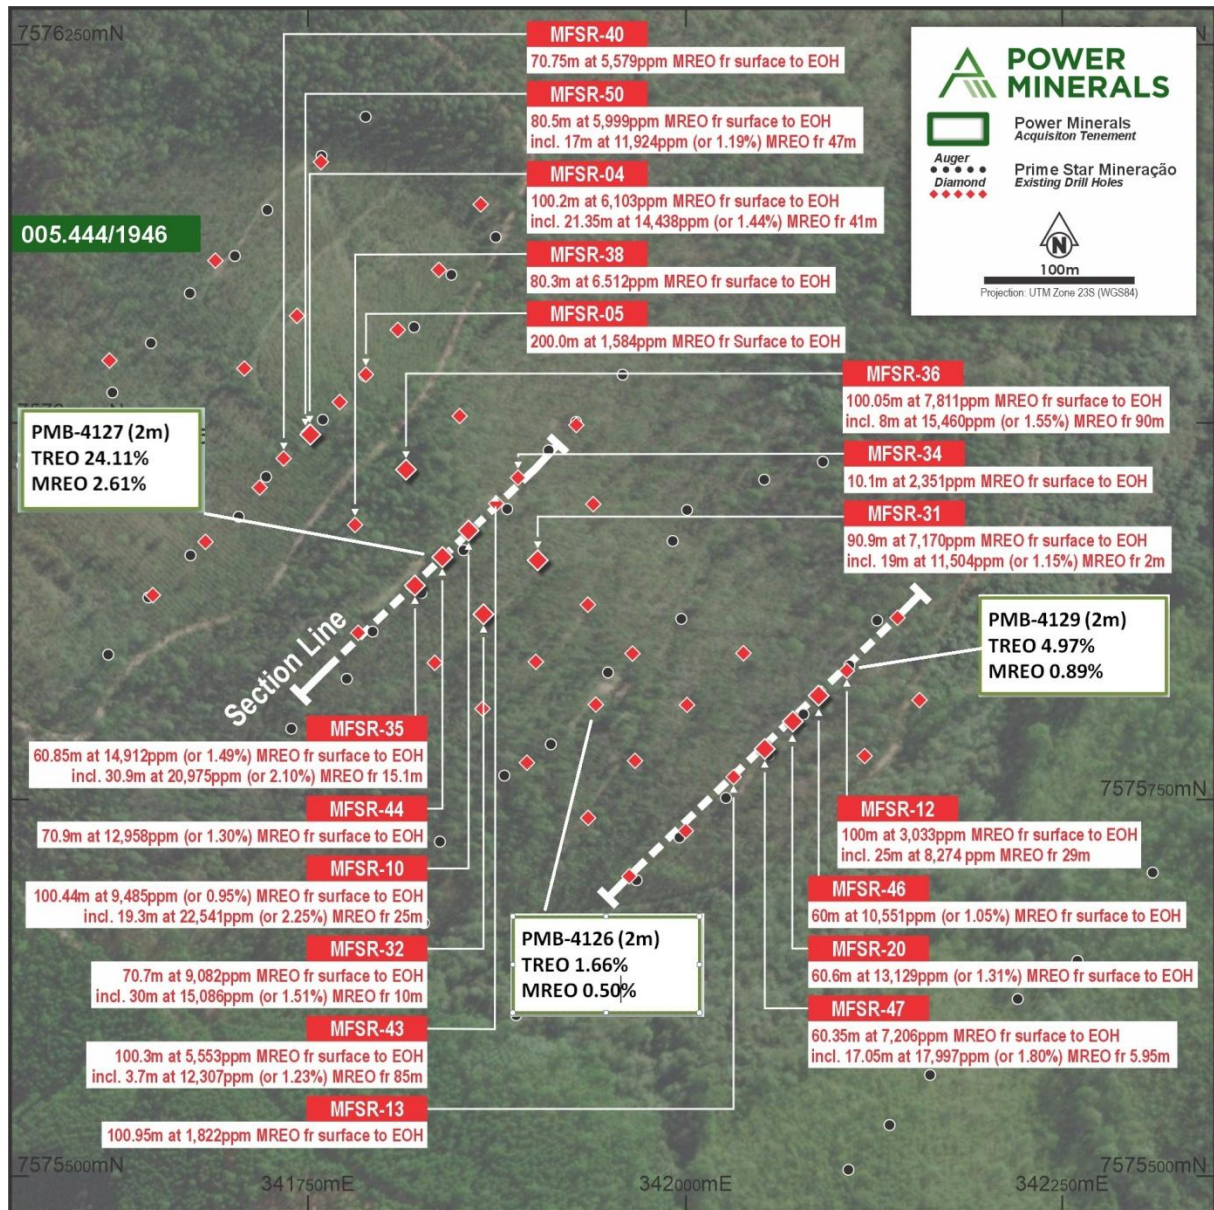 7576250mN
MFSR-40
70.75m at 5,579ppm MREO fr surface to EOH
MFSR-50
80.5m at 5,999ppm MREO fr surface to EOH
incl. 17m at 11,924ppm (or 1.19%) MREO fr 47m
MFSR-04
100.2m at 6,103ppm MREO fr surface to EOH
incl. 21.35m at 14,438ppm (or 1.44%) MREO fr 41m
MFSR-38
80.3m at 6.512ppm MREO fr surface to EOH
MFSR-05
200.0m at 1,584ppm MREO fr Surface to EOH
POWER
MINERALS
Power Minerals
Acquisiton Tenement
Auger
Diamond
Prime Star Mineração
Existing Drill Holes
N
100m
Projection: UTM Zone 23S (WGS84)
005.444/1946
MFSR-36
100.05m at 7,811ppm MREO fr surface to EOH
incl. 8m at 15,460ppm (or 1.55%) MREO fr 90m
MFSR-34
10.1m at 2,351ppm MREO fr surface to EOH
MFSR-31
90.9m at 7,170ppm MREO fr surface to EOH
incl. 19m at 11,504ppm (or 1.15%) MREO fr 2m
PMB-4127 (2m)
TREO 24.11%
MREO 2.61%
PMB-4129 (2m)
TREO 4.97%
MREO 0.89%
Section Line
MFSR-35
60.85m at 14,912ppm (or 1.49%) MREO fr surface to EOH
incl. 30.9m at 20,975ppm (or 2.10%) MREO fr 15.1m
MFSR-44
70.9m at 12,958ppm (or 1.30%) MREO fr surface to EOH
MFSR-10
100.44m at 9,485ppm (or 0.95%) MREO fr surface to EOH
incl. 19.3m at 22,541ppm (or 2.25%) MREO fr 25m
MFSR-32
70.7m at 9,082ppm MREO fr surface to EOH
incl. 30m at 15,086ppm (or 1.51%) MREO fr 10m
MFSR-43
100.3m at 5,553ppm MREO fr surface to EOH
incl. 3.7m at 12,307ppm (or 1.23%) MREO fr 85m
MFSR-13
100.95m at 1,822ppm MREO fr surface to EOH
PMB-4126 (2m)
TREO 1.66%
MREO 0.50%
7575750mN
MFSR-12
100m at 3,033ppm MREO fr surface to EOH
incl. 25m at 8,274 ppm MREO fr 29m
MFSR-46
60m at 10,551ppm (or 1.05%) MREO fr surface to EOH
MFSR-20
60.6m at 13,129ppm (or 1.31%) MREO fr surface to EOH
MFSR-47
60.35m at 7,206ppm MREO fr surface to EOH
incl. 17.05m at 17,997ppm (or 1.80%) MREO fr 5.95m
7575500mN
7575500mN
341750mE
342000mE
342250mE